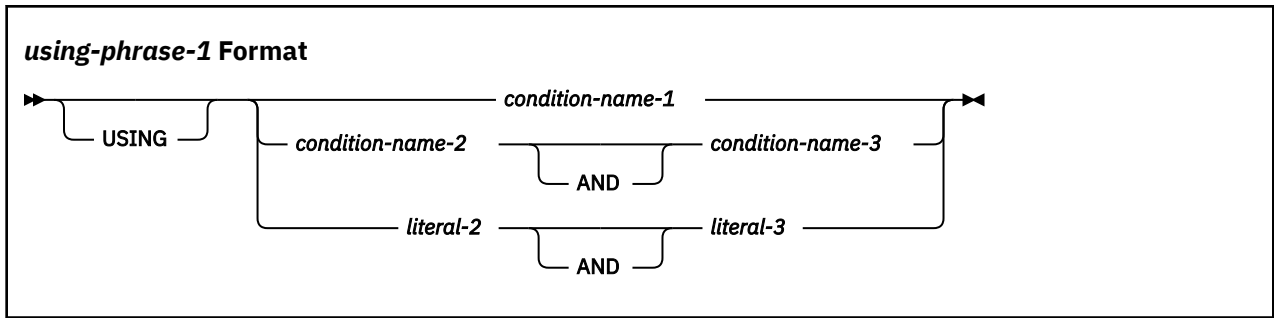 using-phrase-1 Format
condition-name-1
USING
condition-name-2 condition-name-3
AND
literal-2 literal-3
AND